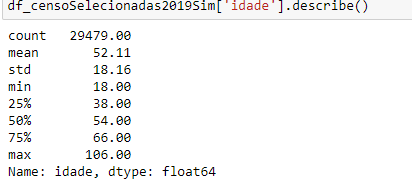 df_censoSelecionadas2019Sim['idade'].describe()
count 29479.00
mean 52.11
std 18.16
min 18.00
25% 38.00
50% 54.00
75% 66.00
max 106.00
Name: idade, dtype: float64